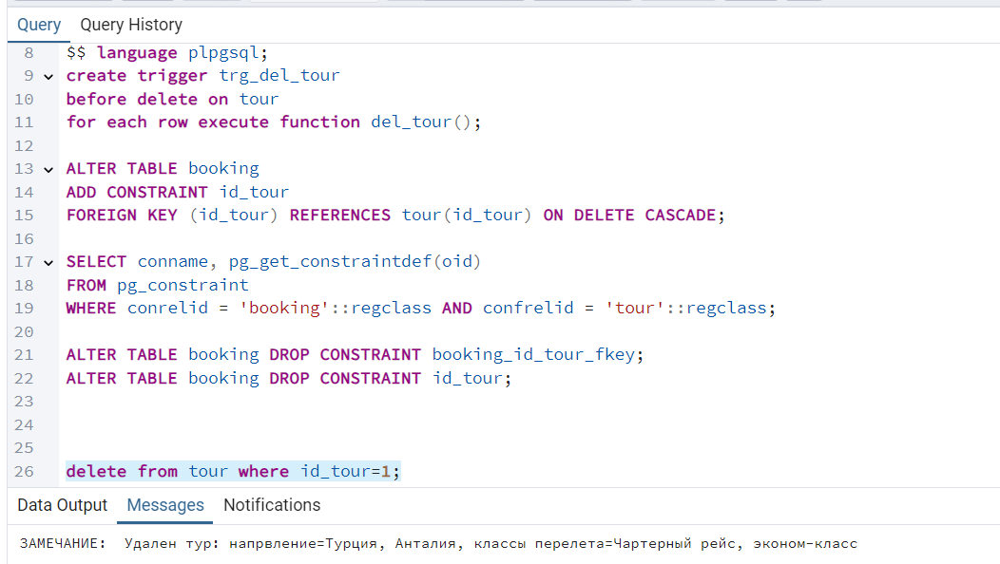 Query Query History
8 $$ language plpgsql;
9 create trigger trg_del_tour
10 before delete on tour
11 for each row execute function del_tour();
12
13 ALTER TABLE booking
14 ADD CONSTRAINT id_tour
15 FOREIGN KEY (id_tour) REFERENCES tour(id_tour) ON DELETE CASCADE;
16
17 SELECT conname, pg_get_constraintdef(oid)
18 FROM pg_constraint
19 WHERE conrelid = 'booking'::regclass AND confrelid = 'tour'::regclass;
20
21 ALTER TABLE booking DROP CONSTRAINT booking_id_tour_fkey;
22 ALTER TABLE booking DROP CONSTRAINT id_tour;
23
24
25
26 delete from tour where id_tour=1;
Data Output Messages Notifications
ЗАМЕЧАНИЕ: Удален тур: напрвление=Турция, Анталия, классы перелета=Чартерный рейс, эконом-класс